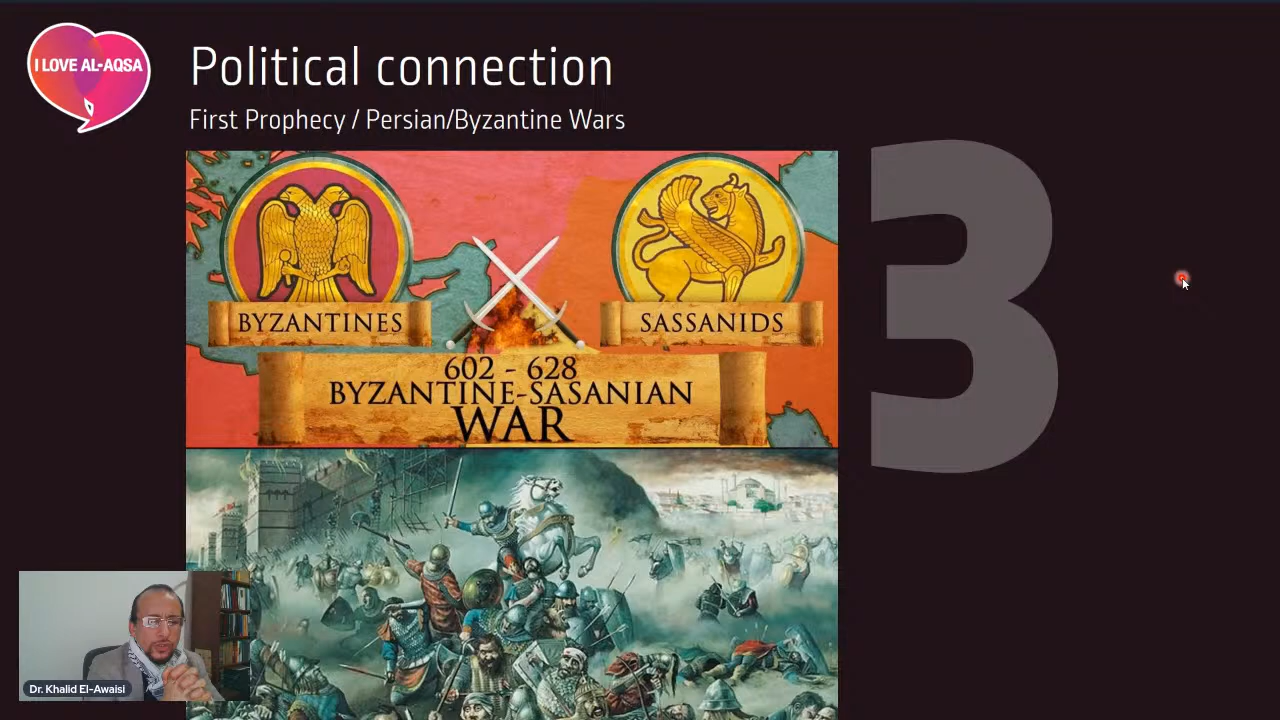 I LOVE AL-AQSA
Political connection
First Prophecy / Persian/Byzantine Wars
3
BYZANTINES
SASSANIDS
602 - 628
BYZANTINE-SASANIAN
WAR
Dr. Khalid El-Awaisi